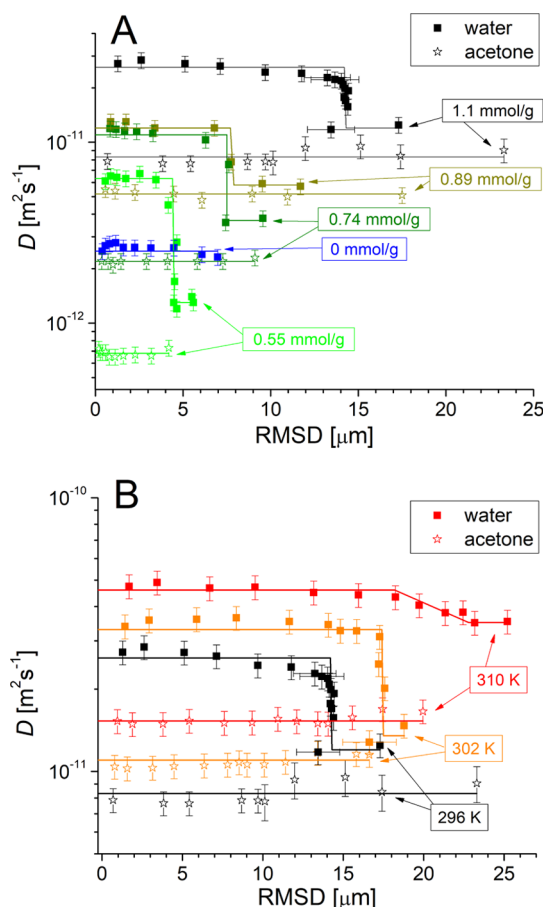 A
water
acetone
10⁻¹¹
10⁻¹²
D [m²s⁻¹]
1.1 mmol/g
0.89 mmol/g
0.74 mmol/g
0 mmol/g
0.55 mmol/g
0 5 10 15 20 25
RMSD [μm]
B
10⁻¹⁰
water
acetone
D [m²s⁻¹]
310 K
302 K
10⁻¹¹
296 K
0 5 10 15 20 25
RMSD [μm]